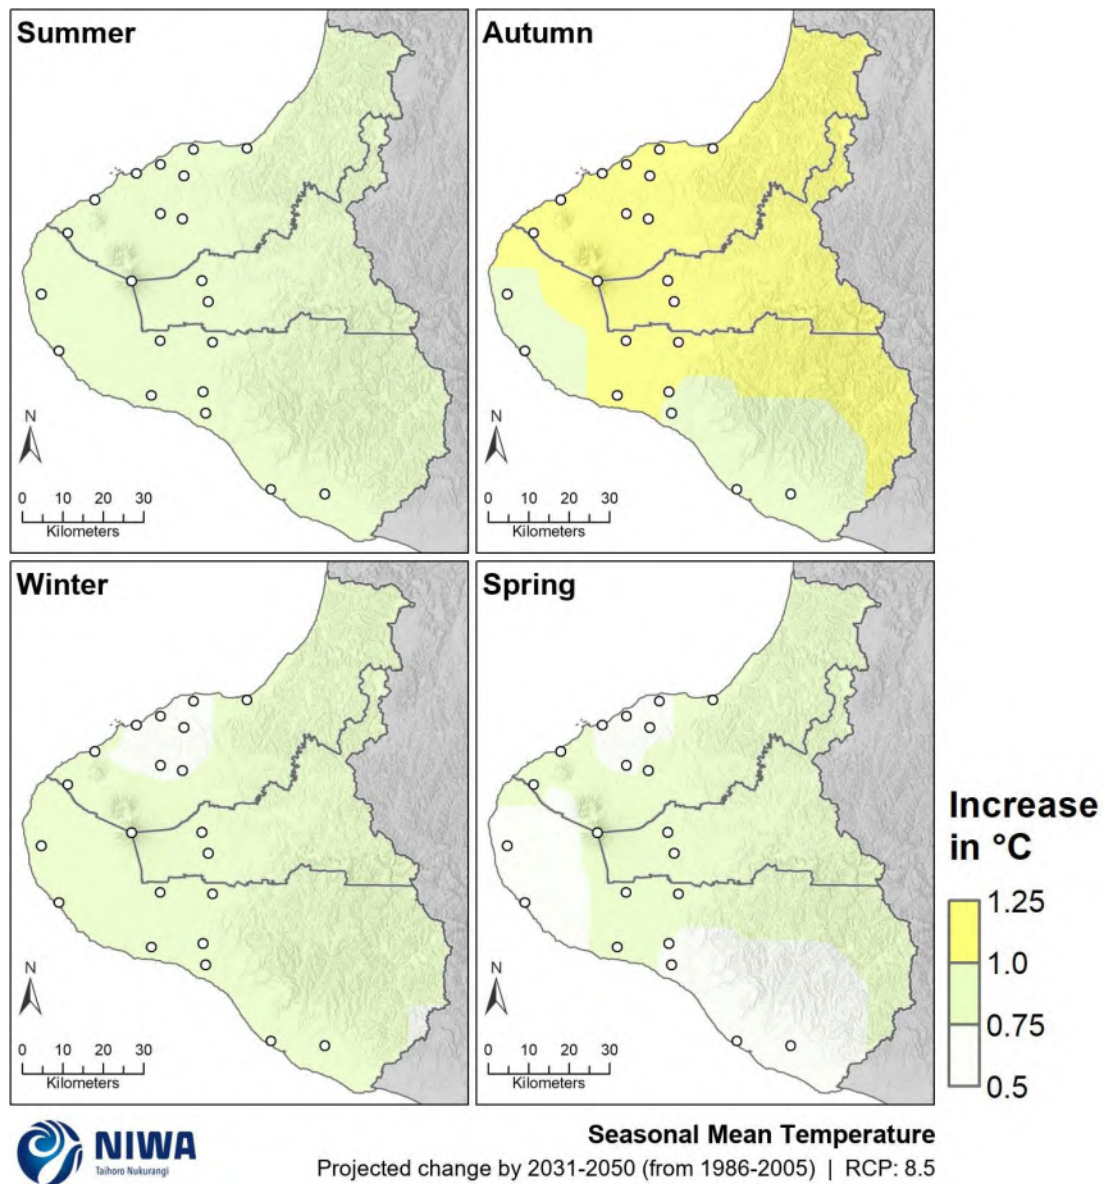 Summer
Autumn
N
0 10 20 30
Kilometers
N
0 10 20 30
Kilometers
Winter
Spring
N
0 10 20 30
Kilometers
N
0 10 20 30
Kilometers
Increase
in °C
1.25
1.0
0.75
0.5
NIWA
Taihoro Nukurangi
Seasonal Mean Temperature
Projected change by 2031-2050 (from 1986-2005) | RCP: 8.5